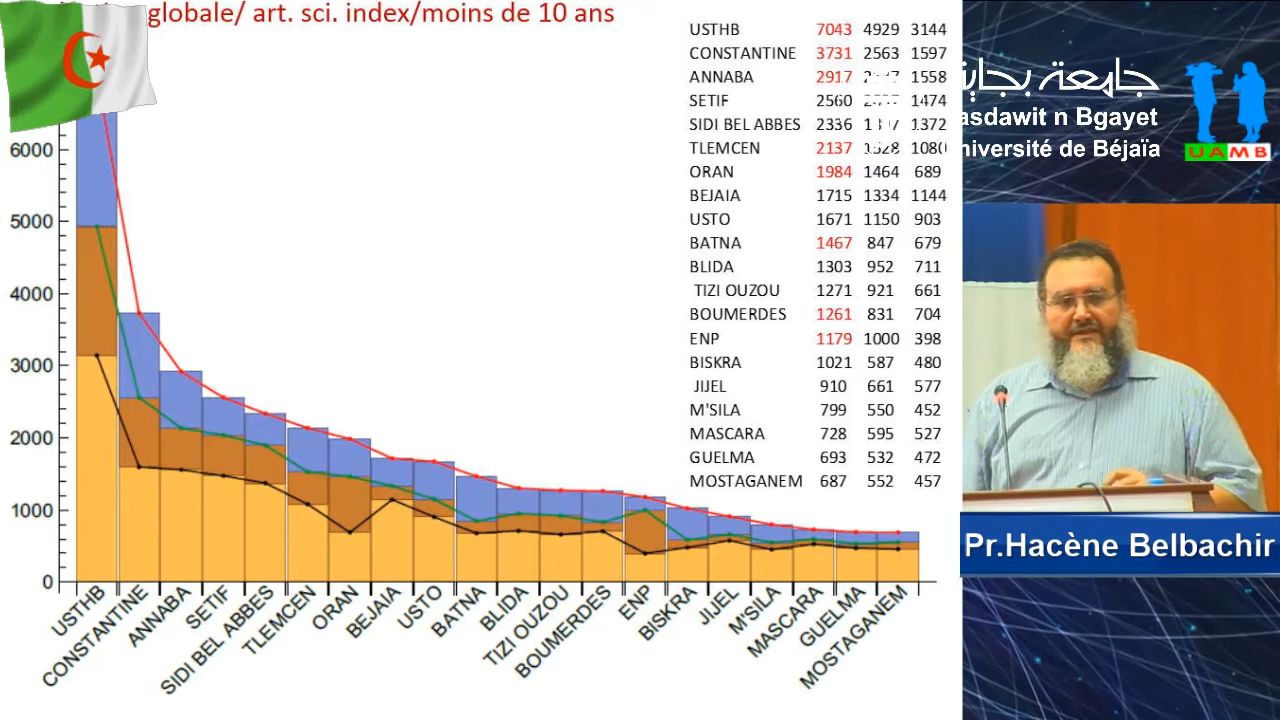 globale/ art. sci. index/moins de 10 ans
USTHB 7043 4929 3144
CONSTANTINE 3731 2563 1597
ANNABA 2917 1558
SETIF 2560 1474
SIDI BEL ABBES 2336 1372
TLEMCEN 2137 1528 1080
ORAN 1984 1464 689
BEJAIA 1715 1334 1144
USTO 1671 1150 903
BATNA 1467 847 679
BLIDA 1303 952 711
TIZI OUZOU 1271 921 661
BOUMERDES 1261 831 704
ENP 1179 1000 398
BISKRA 1021 587 480
JIJEL 910 661 577
M'SILA 799 550 452
MASCARA 728 595 527
GUELMA 693 532 472
MOSTAGANEM 687 552 457
6000
5000
4000
3000
2000
1000
0
USTHB
CONSTANTINE
ANNABA
SETIF
SIDI BEL ABBES
TLEMCEN
ORAN
BEJAIA
USTO
BATNA
BLIDA
TIZI OUZOU
BOUMERDES
ENP
BISKRA
JIJEL
M'SILA
MASCARA
GUELMA
MOSTAGANEM
جامعة بجاية
asdawit n Bgayet
niversité de Béjaïa
UAMB
Pr.Hacène Belbachir